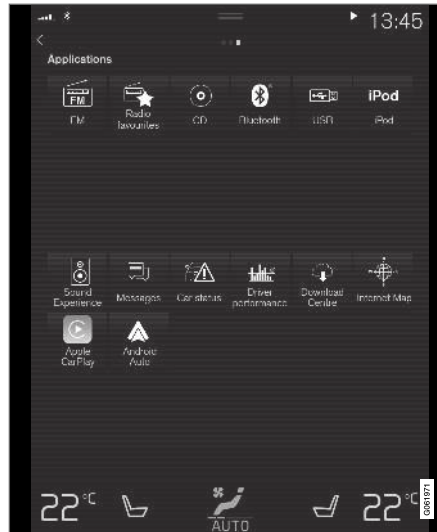 13:45
Applications
FM
iPod
FM
Radio
favourites
CD
Bluetooth
USB
iPod
Sound
Experience
Messages
Car status
Driver
performance
Download
Centre
Internet Map
Apple
CarPlay
Android
Auto
22°C
22°C
AUTO
G061971